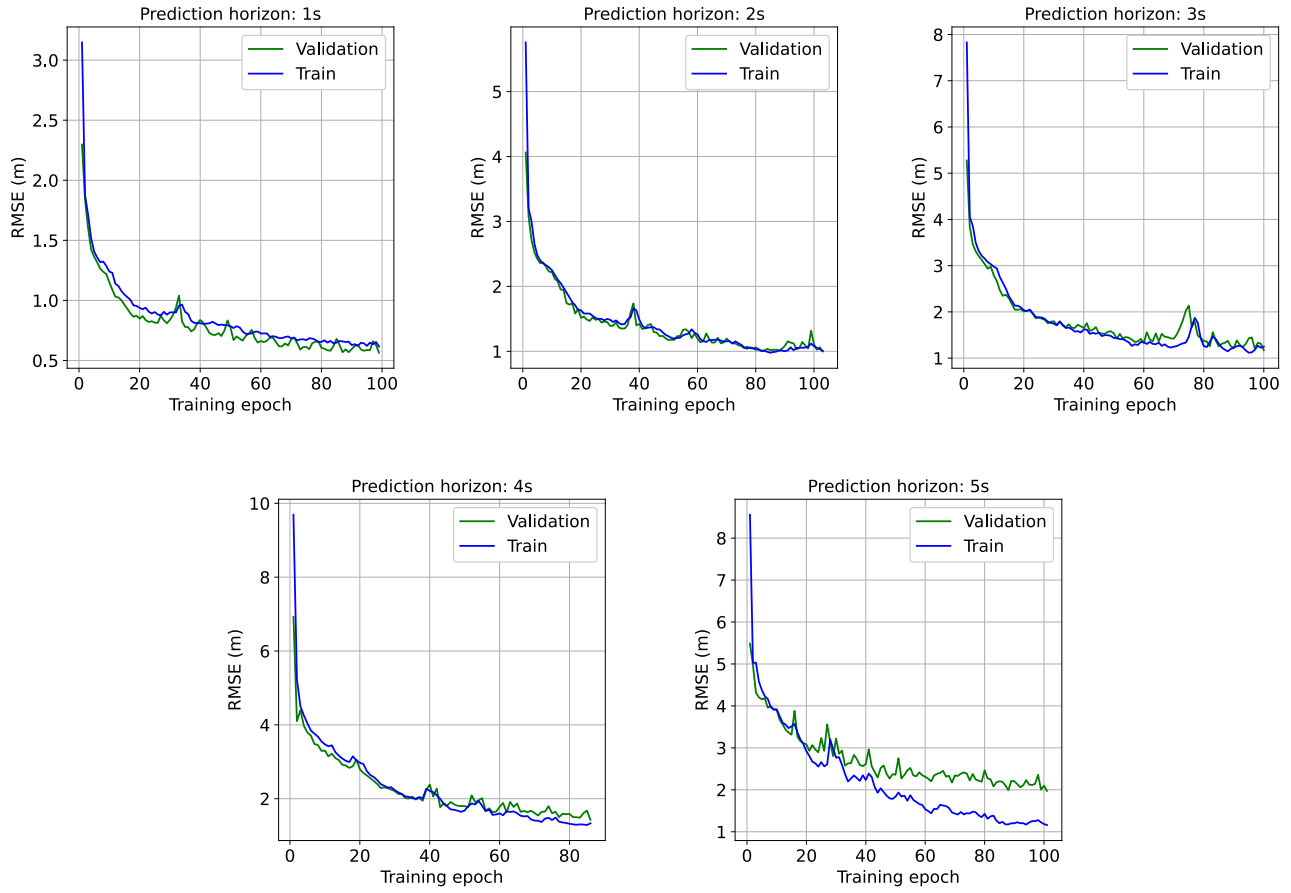 Prediction horizon: 1s
3.0
2.5
2.0
1.5
1.0
0.5
RMSE (m)
Validation
Train
0 20 40 60 80 100
Training epoch
Prediction horizon: 2s
5
4
3
2
1
RMSE (m)
Validation
Train
0 20 40 60 80 100
Training epoch
Prediction horizon: 3s
8
7
6
5
4
3
2
1
RMSE (m)
Validation
Train
0 20 40 60 80 100
Training epoch
Prediction horizon: 4s
10
8
6
4
2
RMSE (m)
Validation
Train
0 20 40 60 80
Training epoch
Prediction horizon: 5s
8
7
6
5
4
3
2
1
RMSE (m)
Validation
Train
0 20 40 60 80 100
Training epoch